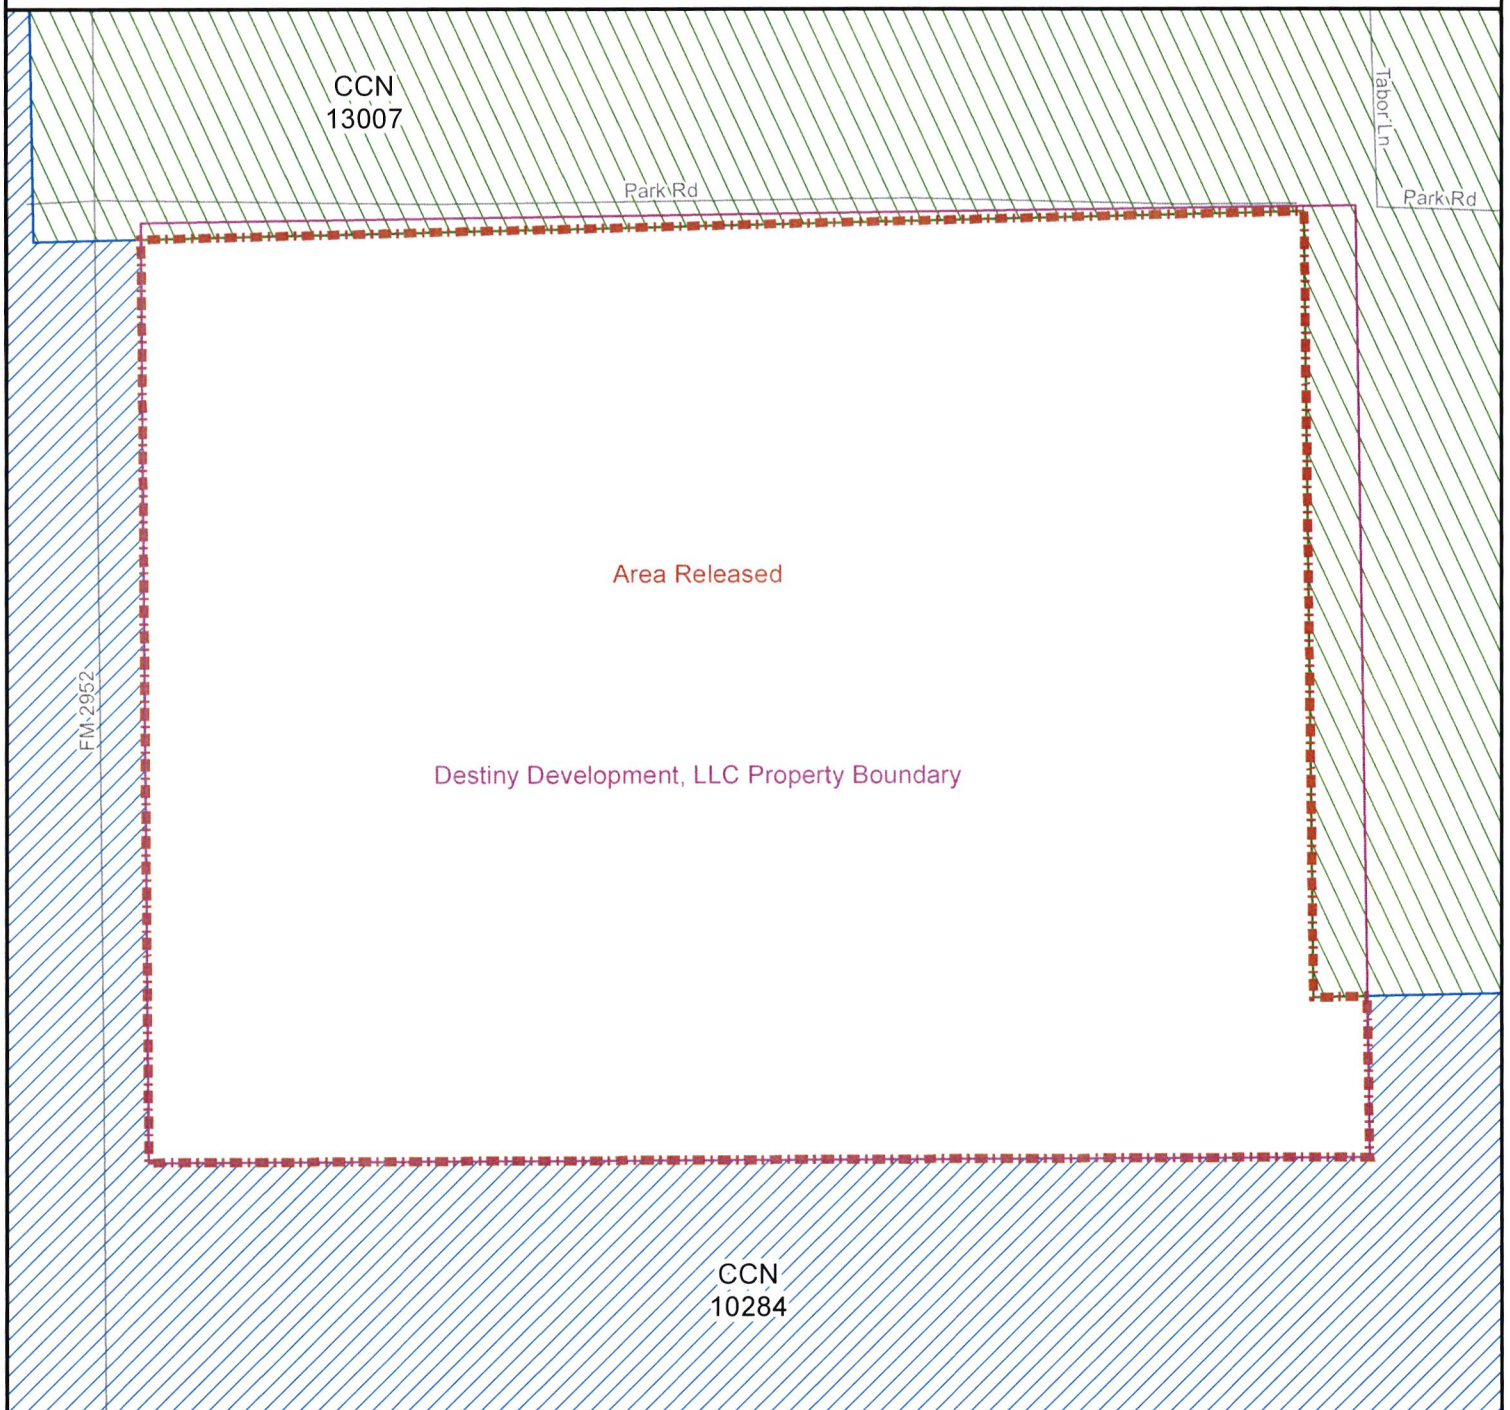 CCN
13007
Tabor Ln
Park Rd
Park Rd
Area Released
FM 2952
Destiny Development, LLC Property Boundary
CCN
10284